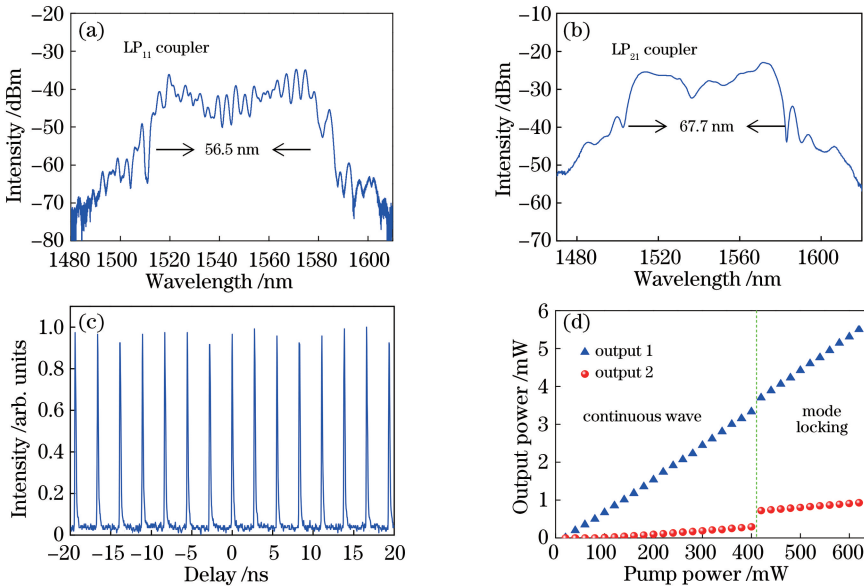 (a)
LP₁₁ coupler
56.5 nm
Intensity /dBm
−20
−30
−40
−50
−60
−70
−80
1480 1500 1520 1540 1560 1580 1600
Wavelength /nm
(b)
LP₂₁ coupler
67.7 nm
Intensity /dBm
−10
−20
−30
−40
−50
−60
−70
1480 1520 1560 1600
Wavelength /nm
(c)
Intensity /arb. units
1.0
0.8
0.6
0.4
0.2
0
−20 −15 −10 −5 0 5 10 15 20
Delay /ns
(d)
output 1
output 2
continuous wave
mode
locking
Output power /mW
6
5
4
3
2
1
0
0 100 200 300 400 500 600
Pump power /mW